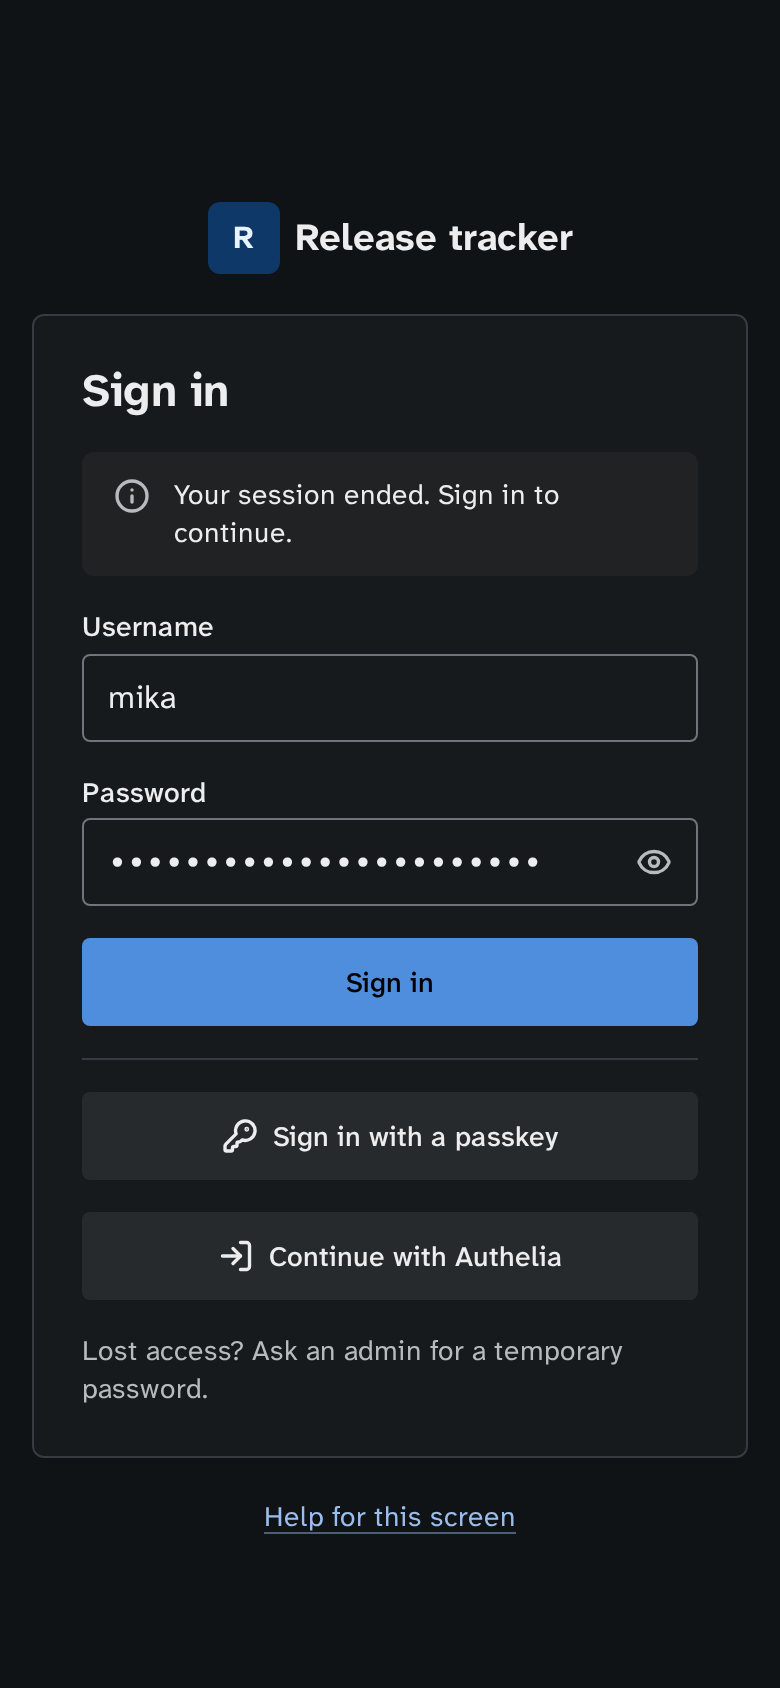 R
Release tracker
Sign in
Your session ended. Sign in to
continue.
Username
mika
Password
•••••••••••••••••••••••
Sign in
Sign in with a passkey
Continue with Authelia
Lost access? Ask an admin for a temporary
password.
Help for this screen